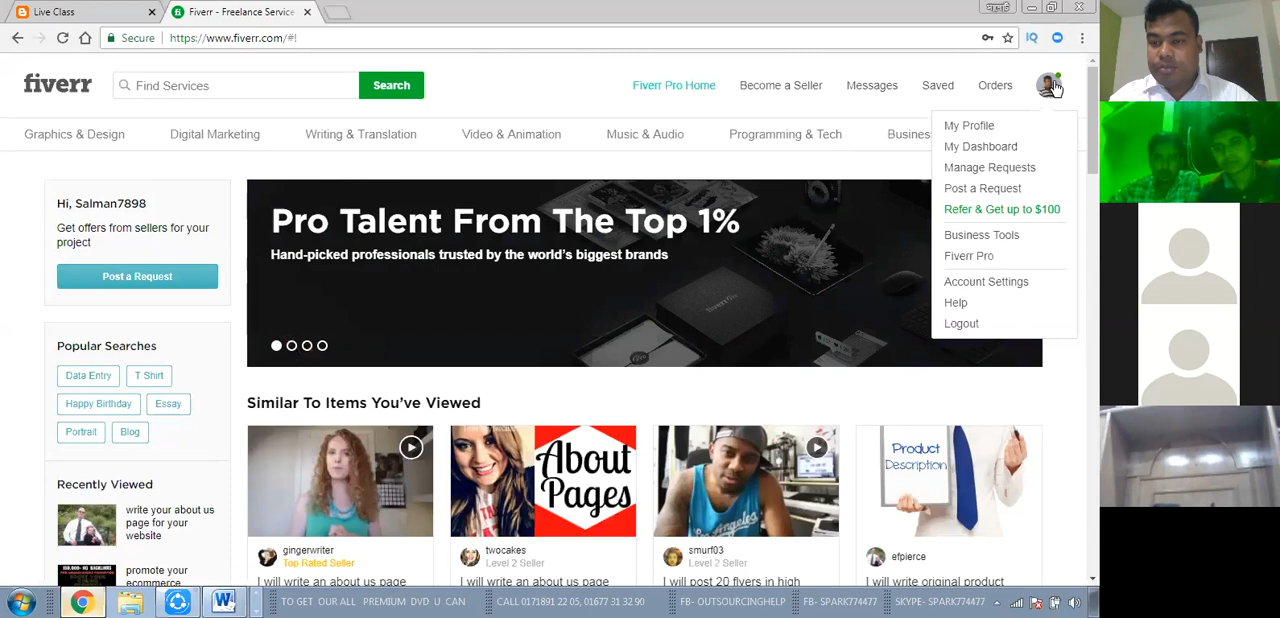 Live Class
Fiverr - Freelance Service
Secure
https://www.fiverr.com/#!
fiverr
Find Services
Search
Fiverr Pro Home
Become a Seller
Messages
Saved
Orders
Graphics & Design
Digital Marketing
Writing & Translation
Video & Animation
Music & Audio
Programming & Tech
Busines
My Profile
My Dashboard
Manage Requests
Post a Request
Refer & Get up to $100
Business Tools
Fiverr Pro
Account Settings
Help
Logout
Hi, Salman7898
Get offers from sellers for your
project
Post a Request
Pro Talent From The Top 1%
Hand-picked professionals trusted by the world's biggest brands
Popular Searches
Data Entry
T Shirt
Happy Birthday
Essay
Portrait
Blog
Similar To Items You've Viewed
About
Pages
Product
Description
Recently Viewed
write your about us
page for your
website
promote your
ecommerce
gingerwriter
Top Rated Seller
I will write an about us page
twocakes
Level 2 Seller
I will write an about us page
smurf03
Level 2 Seller
I will post 20 flyers in high
efpierce
I will write original product
TO GET OUR ALL PREMIUM DVD U CAN
CALL 0171891 22 05, 01677 31 32 90
FB- OUTSOURCINGHELP
FB- SPARK774477
SKYPE- SPARK774477